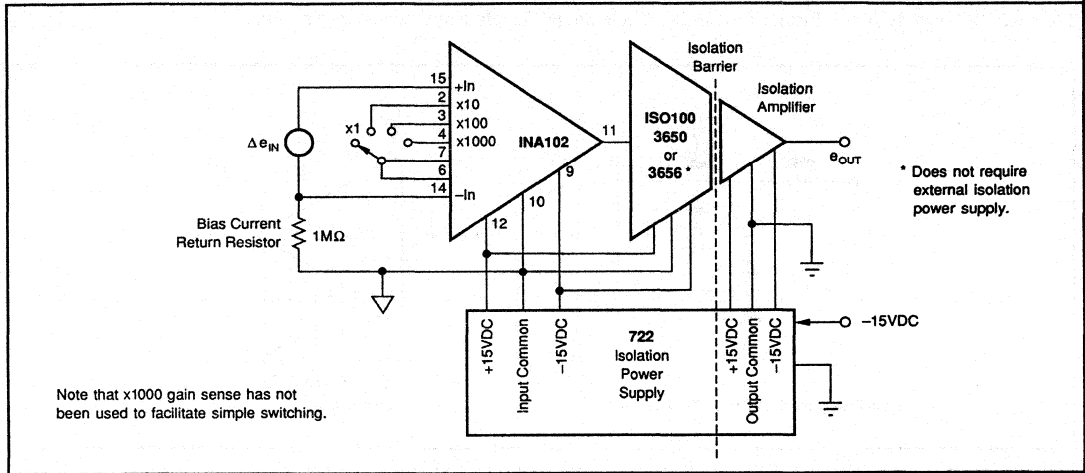 Isolation
Barrier
Isolation
Amplifier
15
+In
2
x10
3
x100
x1
4
x1000
7
6
14
–In
INA102
11
9
10
12
ISO100
3650
or
3656 *
Δ eIN
eOUT
* Does not require
external isolation
power supply.
Bias Current
Return Resistor
1MΩ
+15VDC
Input Common
–15VDC
722
Isolation
Power
Supply
+15VDC
Output Common
–15VDC
–15VDC
Note that x1000 gain sense has not
been used to facilitate simple switching.